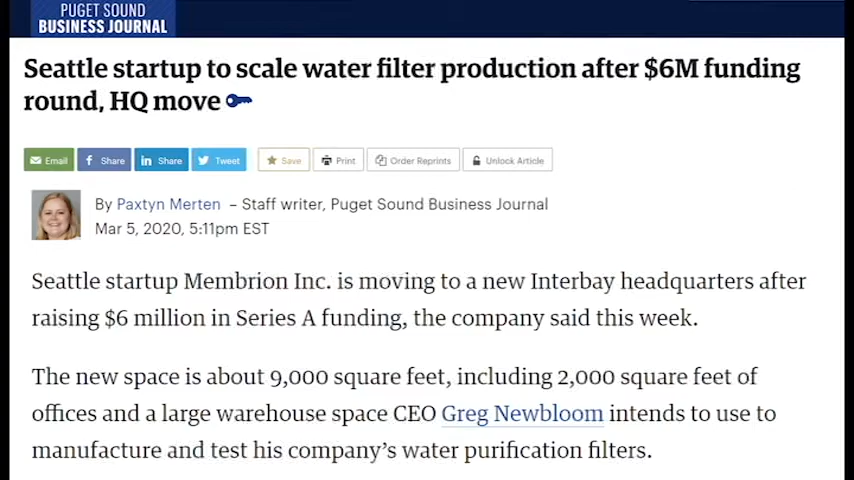 PUGET SOUND
BUSINESS JOURNAL
Seattle startup to scale water filter production after $6M funding
round, HQ move
Email
Share
Share
Tweet
Save
Print
Order Reprints
Unlock Article
By Paxtyn Merten – Staff writer, Puget Sound Business Journal
Mar 5, 2020, 5:11pm EST
Seattle startup Membrion Inc. is moving to a new Interbay headquarters after
raising $6 million in Series A funding, the company said this week.
The new space is about 9,000 square feet, including 2,000 square feet of
offices and a large warehouse space CEO Greg Newbloom intends to use to
manufacture and test his company’s water purification filters.